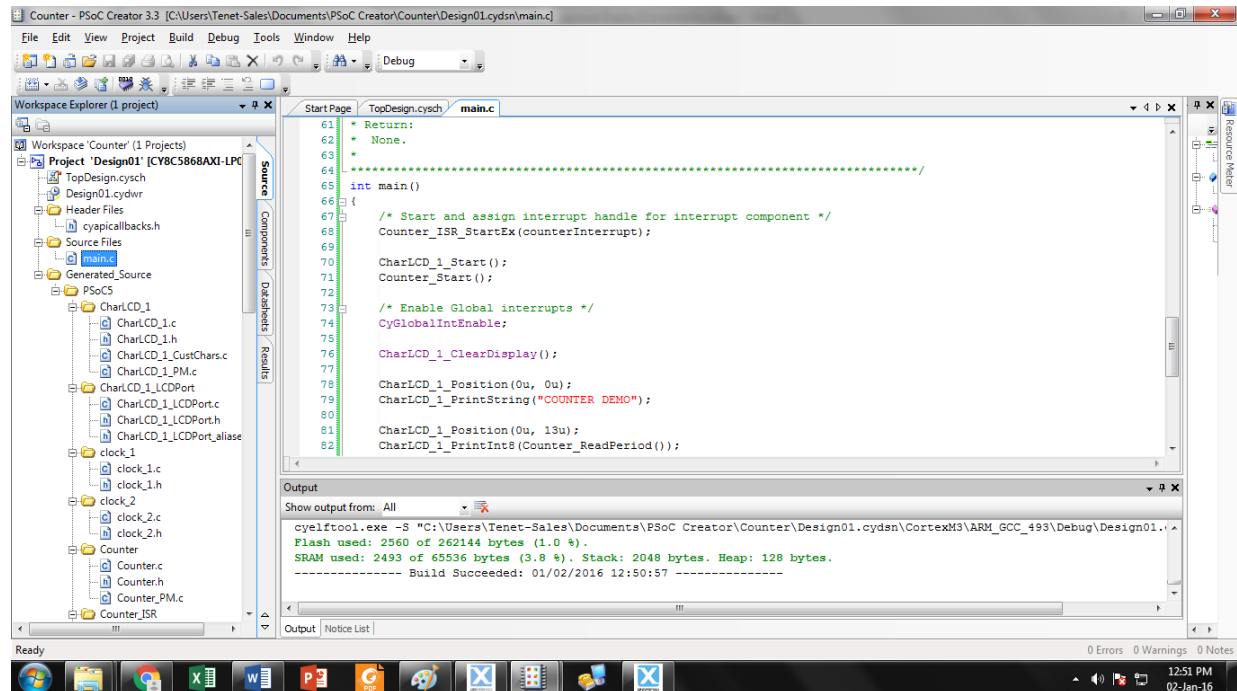 Counter - PSoC Creator 3.3 [C:\Users\Tenet-Sales\Documents\PSoC Creator\Counter\Design01.cydsn\main.c]
File Edit View Project Build Debug Tools Window Help
Debug
Workspace Explorer (1 project)
Workspace 'Counter' (1 Projects)
Project 'Design01' [CY8C5868AXI-LP0
TopDesign.cysch
Design01.cydwr
Header Files
cyapicallbacks.h
Source Files
main.c
Generated_Source
PSoC5
CharLCD_1
CharLCD_1.c
CharLCD_1.h
CharLCD_1_CustChars.c
CharLCD_1_PM.c
CharLCD_1_LCDPort
CharLCD_1_LCDPort.c
CharLCD_1_LCDPort.h
CharLCD_1_LCDPort_aliase
clock_1
clock_1.c
clock_1.h
clock_2
clock_2.c
clock_2.h
Counter
Counter.c
Counter.h
Counter_PM.c
Counter_ISR
Source
Components
Datasheets
Results
Start Page TopDesign.cysch main.c
61 * Return:
62 * None.
63 *
64 *******************************************************************************/
65 int main()
66 {
67 /* Start and assign interrupt handle for interrupt component */
68 Counter_ISR_StartEx(counterInterrupt);
69
70 CharLCD_1_Start();
71 Counter_Start();
72
73 /* Enable Global interrupts */
74 CyGlobalIntEnable;
75
76 CharLCD_1_ClearDisplay();
77
78 CharLCD_1_Position(0u, 0u);
79 CharLCD_1_PrintString("COUNTER DEMO");
80
81 CharLCD_1_Position(0u, 13u);
82 CharLCD_1_PrintInt8(Counter_ReadPeriod());
Resource Meter
Output
Show output from: All
cyelftool.exe -S "C:\Users\Tenet-Sales\Documents\PSoC Creator\Counter\Design01.cydsn\CortexM3\ARM_GCC_493\Debug\Design01.
Flash used: 2560 of 262144 bytes (1.0 %).
SRAM used: 2493 of 65536 bytes (3.8 %). Stack: 2048 bytes. Heap: 128 bytes.
--------------- Build Succeeded: 01/02/2016 12:50:57 ---------------
Output Notice List
Ready
0 Errors 0 Warnings 0 Notes
12:51 PM
02-Jan-16